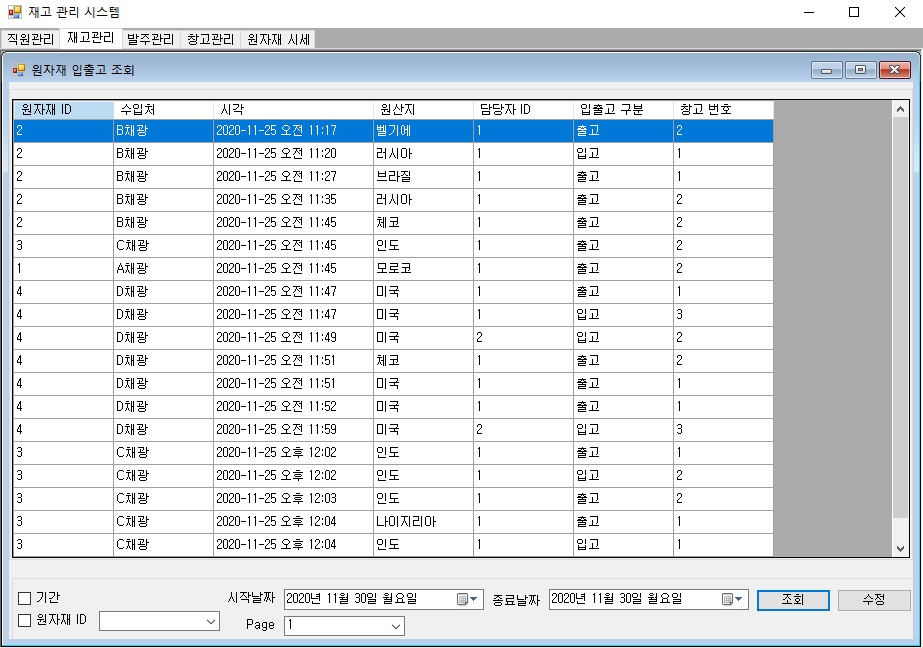 재고 관리 시스템
직원관리 재고관리 발주관리 창고관리 원자재 시세
원자재 입출고 조회
원자재 ID 수입처 시각 원산지 담당자 ID 입출고 구분 창고 번호
2 B채광 2020-11-25 오전 11:17 벨기에 1 출고 2
2 B채광 2020-11-25 오전 11:20 러시아 1 입고 1
2 B채광 2020-11-25 오전 11:27 브라질 1 출고 1
2 B채광 2020-11-25 오전 11:35 러시아 1 출고 2
2 B채광 2020-11-25 오전 11:45 체코 1 출고 2
3 C채광 2020-11-25 오전 11:45 인도 1 출고 2
1 A채광 2020-11-25 오전 11:45 모로코 1 출고 2
4 D채광 2020-11-25 오전 11:47 미국 1 출고 1
4 D채광 2020-11-25 오전 11:47 미국 1 입고 3
4 D채광 2020-11-25 오전 11:49 미국 2 입고 2
4 D채광 2020-11-25 오전 11:51 체코 1 출고 2
4 D채광 2020-11-25 오전 11:51 미국 1 출고 1
4 D채광 2020-11-25 오전 11:52 미국 1 출고 1
4 D채광 2020-11-25 오전 11:59 미국 2 입고 3
3 C채광 2020-11-25 오후 12:02 인도 1 출고 1
3 C채광 2020-11-25 오후 12:02 인도 1 입고 2
3 C채광 2020-11-25 오후 12:03 인도 1 출고 2
3 C채광 2020-11-25 오후 12:04 나이지리아 1 출고 1
3 C채광 2020-11-25 오후 12:04 인도 1 입고 1
기간 시작날짜 2020년 11월 30일 월요일 종료날짜 2020년 11월 30일 월요일 조회 수정
원자재 ID Page 1